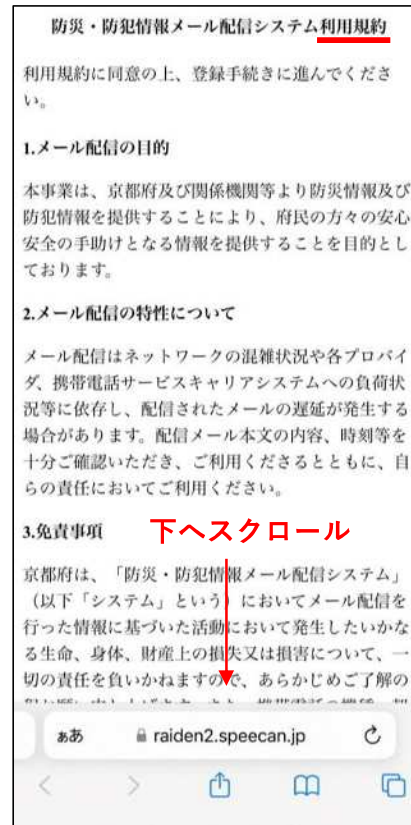 防災・防犯情報メール配信システム利用規約
利用規約に同意の上、登録手続きに進んでくださ
い。
1.メール配信の目的
本事業は、京都府及び関係機関等より防災情報及び
防犯情報を提供することにより、府民の方々の安心
安全の手助けとなる情報を提供することを目的とし
ております。
2.メール配信の特性について
メール配信はネットワークの混雑状況や各プロバイ
ダ、携帯電話サービスキャリアシステムへの負荷状
況等に依存し、配信されたメールの遅延が発生する
場合があります。配信メール本文の内容、時刻等を
十分ご確認いただき、ご利用くださるとともに、自
らの責任においてご利用ください。
3.免責事項
下へスクロール
京都府は、「防災・防犯情報メール配信システム」
（以下「システム」という）においてメール配信を
行った情報に基づいた活動において発生したいかな
る生命、身体、財産上の損失又は損害について、一
切の責任を負いかねますので、あらかじめご了解の
ぁあ
raiden2.speecan.jp